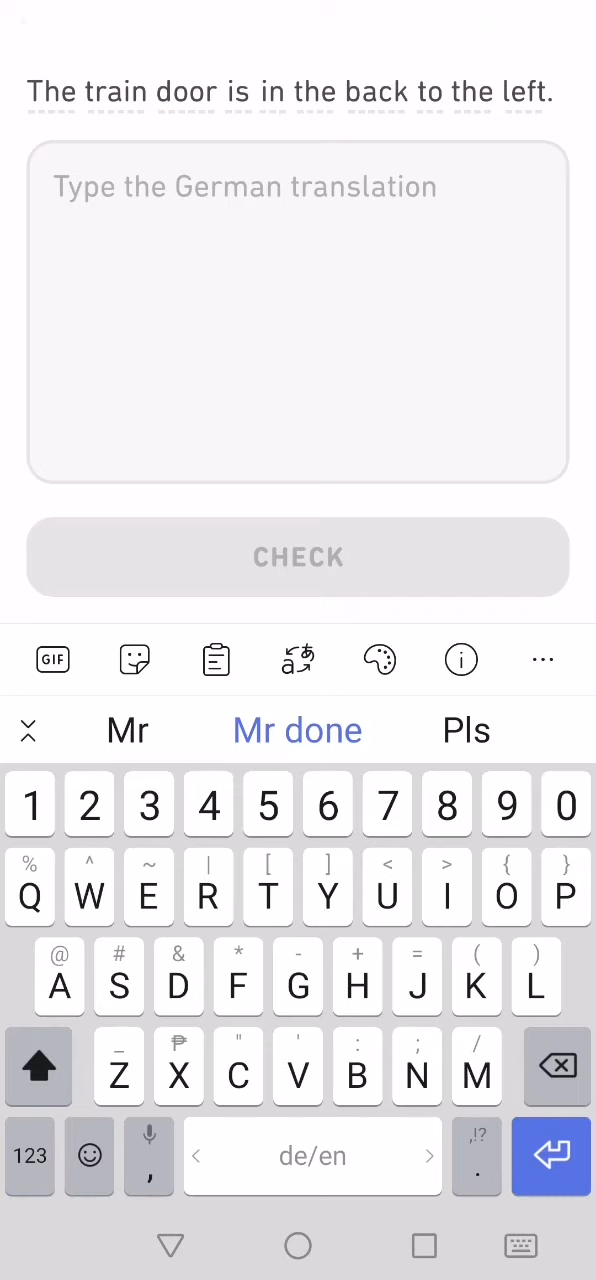 The train door is in the back to the left.
Type the German translation
CHECK
GIF
Mr Mr done Pls
1 2 3 4 5 6 7 8 9 0
% ^ ~ | [ ] < > { }
Q W E R T Y U I O P
@ # & * - + = ( )
A S D F G H J K L
_ ₱ " ' : ; /
Z X C V B N M
123 , de/en ,!? .